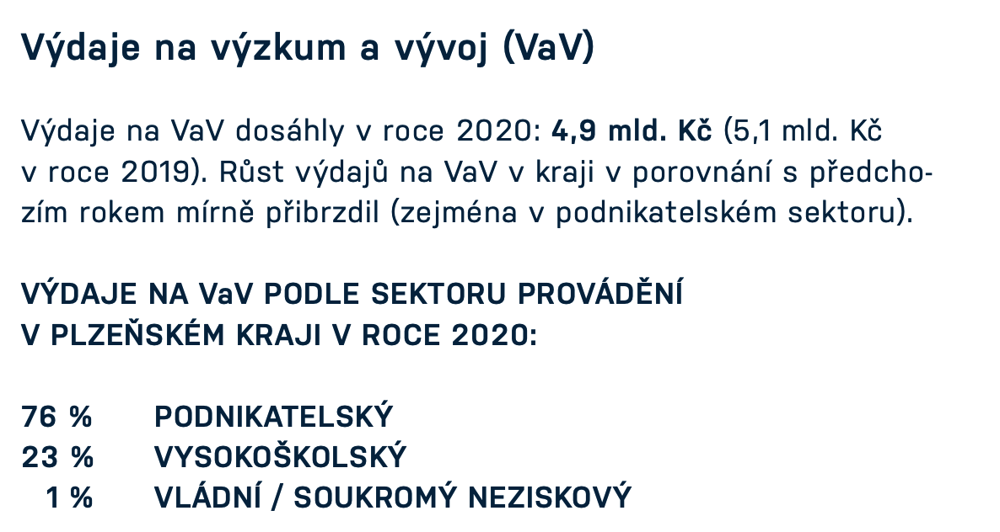 Výdaje na výzkum a vývoj (VaV)
Výdaje na VaV dosáhly v roce 2020: 4,9 mld. Kč (5,1 mld. Kč
v roce 2019). Růst výdajů na VaV v kraji v porovnání s předcho-
zím rokem mírně přibrzdil (zejména v podnikatelském sektoru).
VÝDAJE NA VaV PODLE SEKTORU PROVÁDĚNÍ
V PLZEŇSKÉM KRAJI V ROCE 2020:
76 % PODNIKATELSKÝ
23 % VYSOKOŠKOLSKÝ
1 % VLÁDNÍ / SOUKROMÝ NEZISKOVÝ